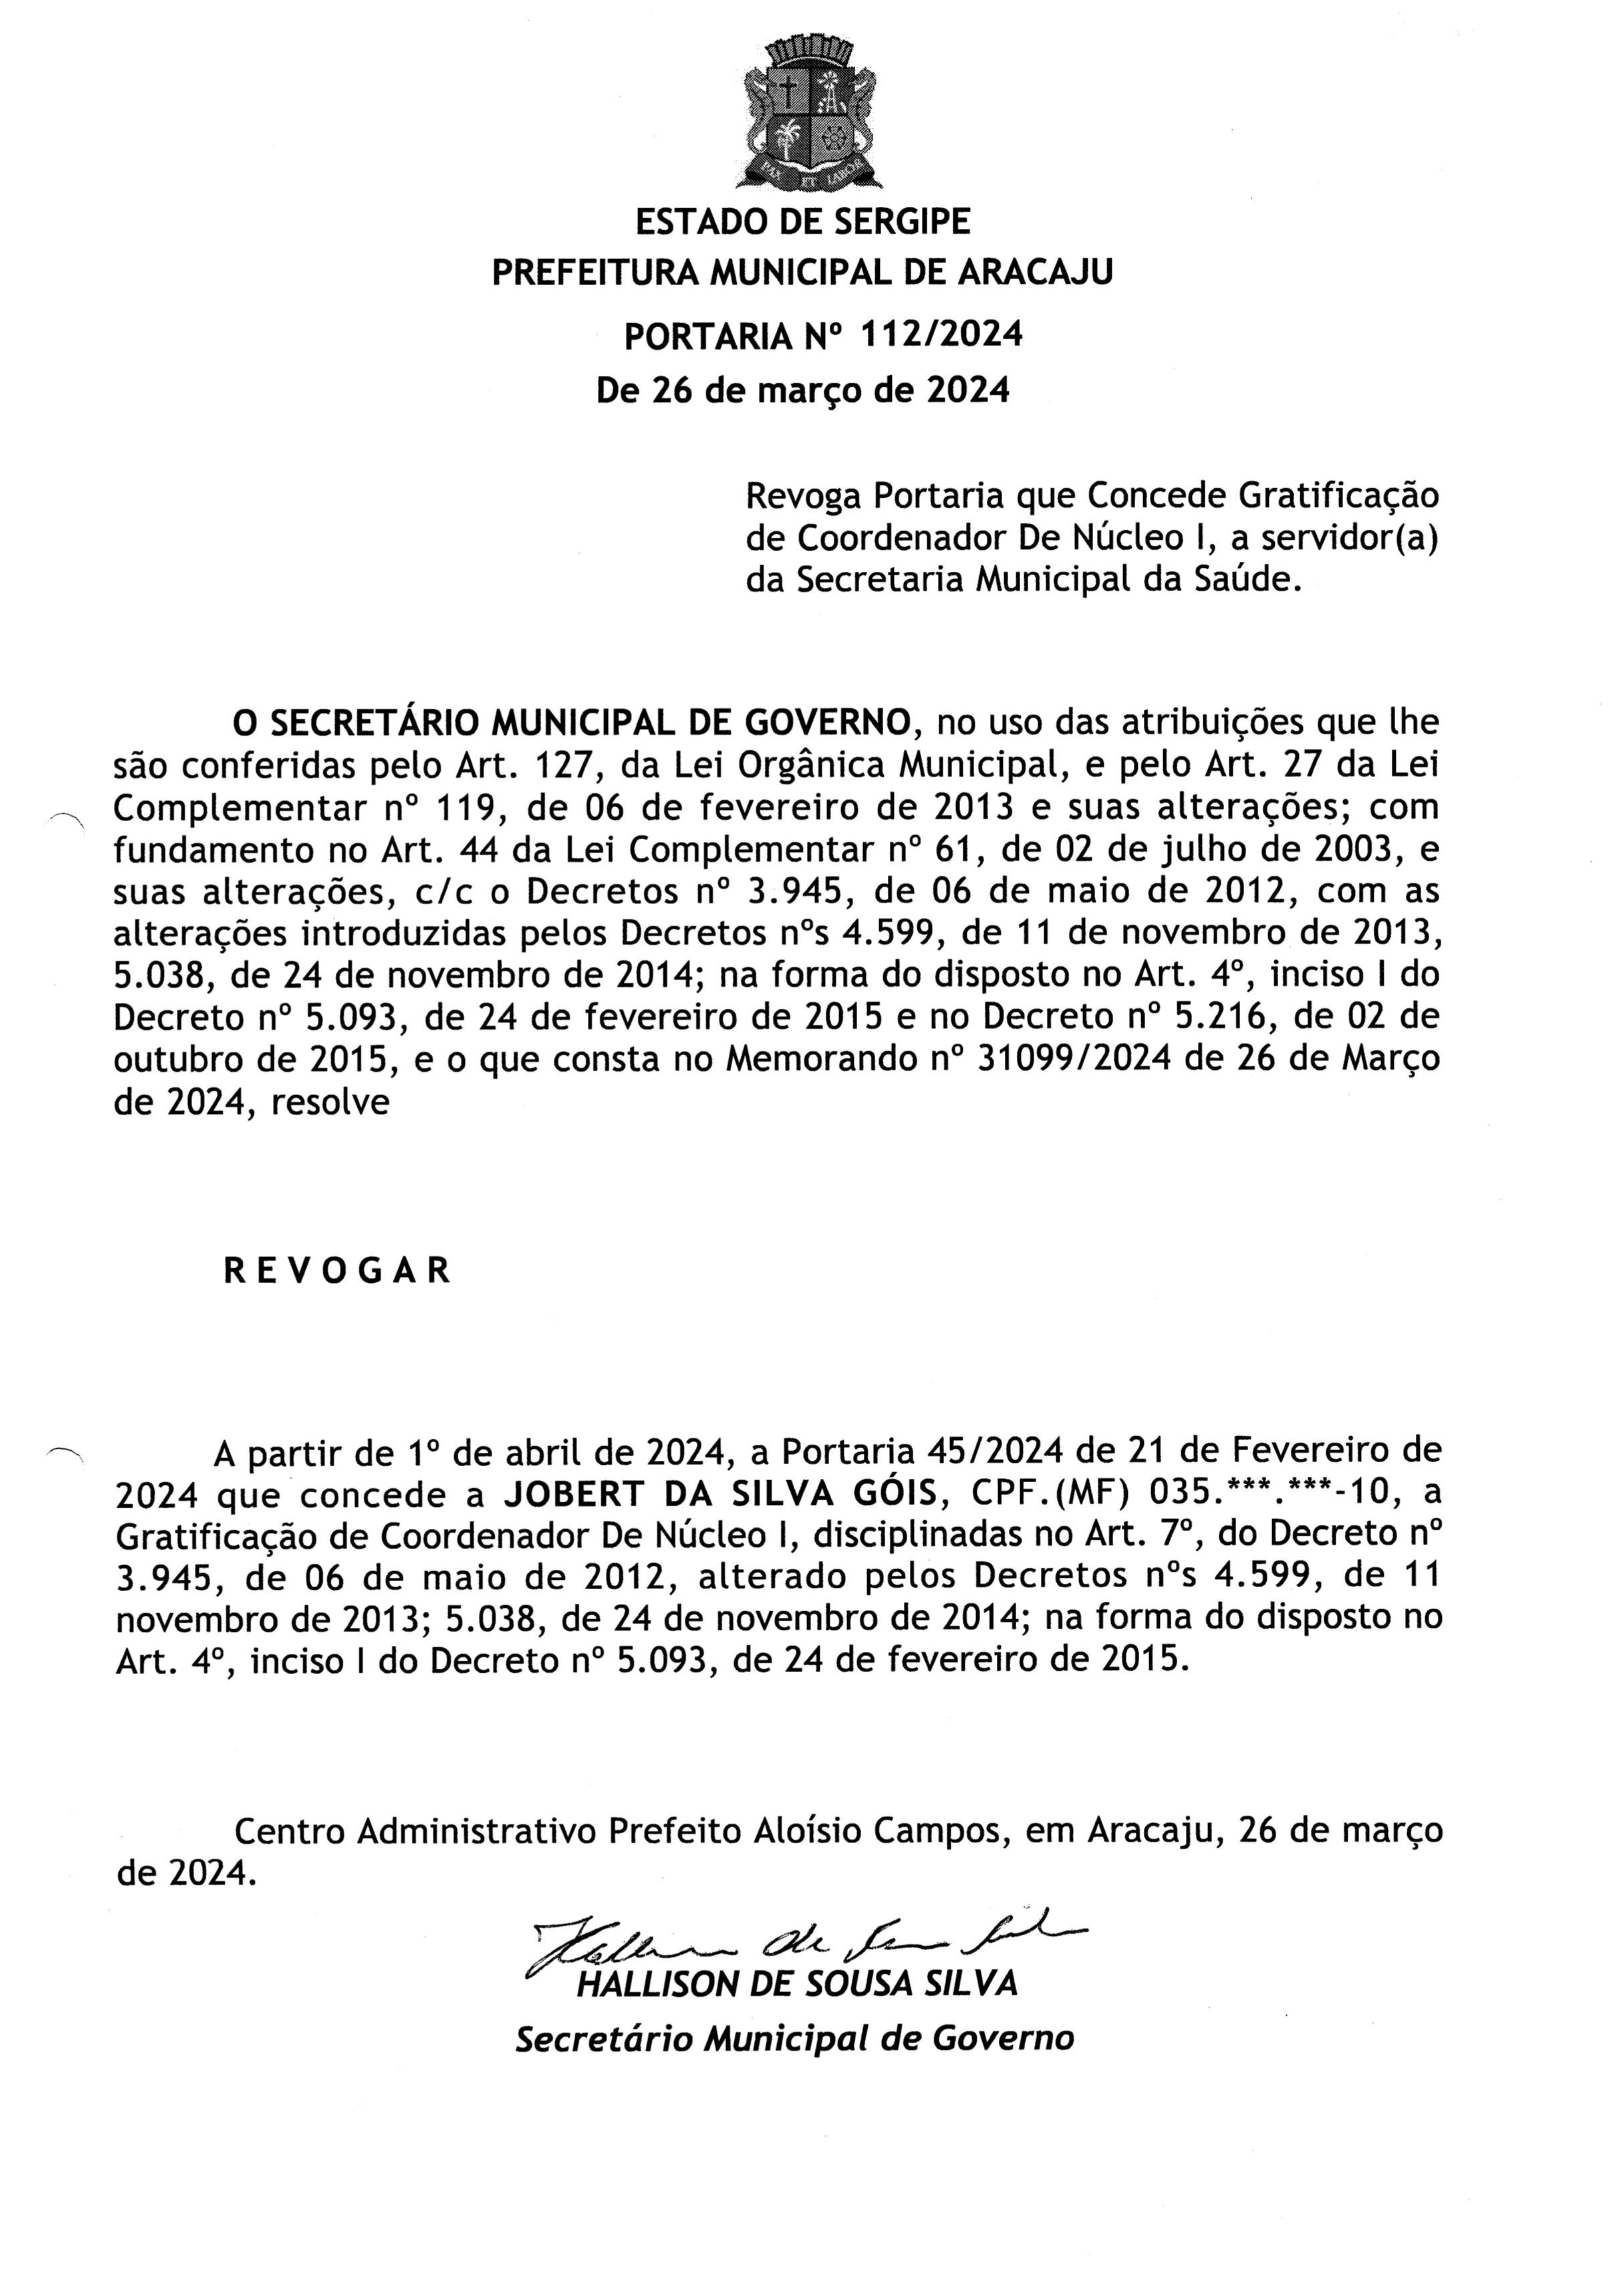 PAX ET LABOR
ESTADO DE SERGIPE
PREFEITURA MUNICIPAL DE ARACAJU
PORTARIA Nº 112/2024
De 26 de março de 2024
Revoga Portaria que Concede Gratificação
de Coordenador De Núcleo I, a servidor(a)
da Secretaria Municipal da Saúde.
O SECRETÁRIO MUNICIPAL DE GOVERNO, no uso das atribuições que lhe
são conferidas pelo Art. 127, da Lei Orgânica Municipal, e pelo Art. 27 da Lei
Complementar nº 119, de 06 de fevereiro de 2013 e suas alterações; com
fundamento no Art. 44 da Lei Complementar nº 61, de 02 de julho de 2003, e
suas alterações, c/c o Decretos nº 3.945, de 06 de maio de 2012, com as
alterações introduzidas pelos Decretos nºs 4.599, de 11 de novembro de 2013,
5.038, de 24 de novembro de 2014; na forma do disposto no Art. 4º, inciso I do
Decreto nº 5.093, de 24 de fevereiro de 2015 e no Decreto nº 5.216, de 02 de
outubro de 2015, e o que consta no Memorando nº 31099/2024 de 26 de Março
de 2024, resolve
R E V O G A R
A partir de 1º de abril de 2024, a Portaria 45/2024 de 21 de Fevereiro de
2024 que concede a JOBERT DA SILVA GÓIS, CPF.(MF) 035.***.***-10, a
Gratificação de Coordenador De Núcleo I, disciplinadas no Art. 7º, do Decreto nº
3.945, de 06 de maio de 2012, alterado pelos Decretos nºs 4.599, de 11
novembro de 2013; 5.038, de 24 de novembro de 2014; na forma do disposto no
Art. 4º, inciso I do Decreto nº 5.093, de 24 de fevereiro de 2015.
Centro Administrativo Prefeito Aloísio Campos, em Aracaju, 26 de março
de 2024.
HALLISON DE SOUSA SILVA
Secretário Municipal de Governo